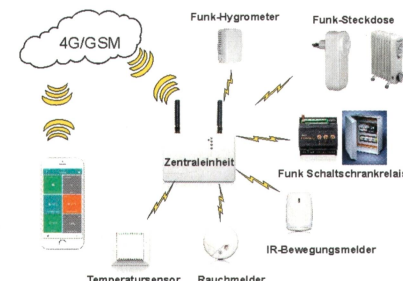 Funk-Hygrometer
Funk-Steckdose
4G/GSM
Zentraleinheit
Funk Schaltschrankrelais
IR-Bewegungsmelder
Temperatursensor
Rauchmelder